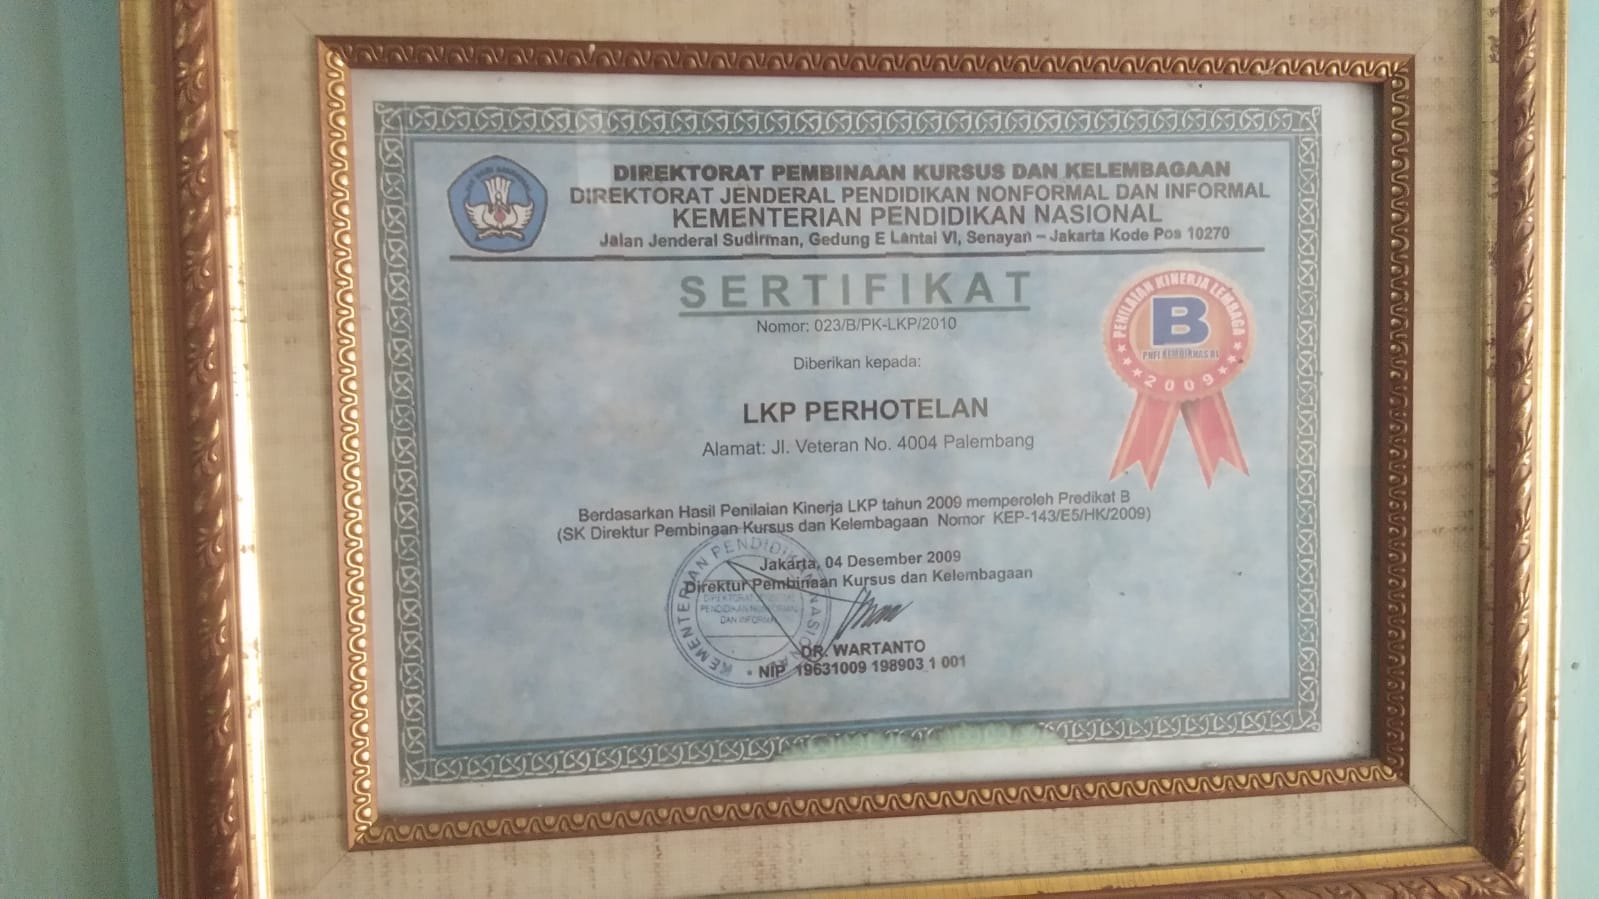 DIREKTORAT PEMBINAAN KURSUS DAN KELEMBAGAAN
DIREKTORAT JENDERAL PENDIDIKAN NONFORMAL DAN INFORMAL
KEMENTERIAN PENDIDIKAN NASIONAL
Jalan Jenderal Sudirman, Gedung E Lantai VI, Senayan – Jakarta Kode Pos 10270
SERTIFIKAT
Nomor: 023/B/PK-LKP/2010
PENILAIAN KINERJA LEMBAGA
B
PNFI KEMDIKNAS RI
2009
Diberikan kepada:
LKP PERHOTELAN
Alamat: Jl. Veteran No. 4004 Palembang
Berdasarkan Hasil Penilaian Kinerja LKP tahun 2009 memperoleh Predikat B
(SK Direktur Pembinaan Kursus dan Kelembagaan Nomor KEP-143/E5/HK/2009)
Jakarta, 04 Desember 2009
Direktur Pembinaan Kursus dan Kelembagaan
KEMENTERIAN PENDIDIKAN NASIONAL
DIREKTORAT
PENDIDIKAN NONFORMAL
DAN INFORMAL
DR. WARTANTO
NIP 19631009 198903 1 001